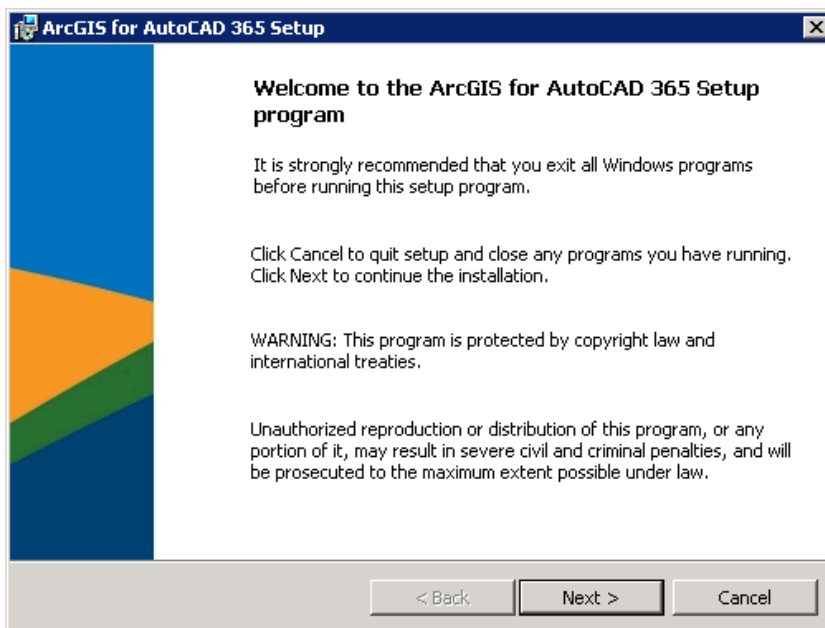 ArcGIS for AutoCAD 365 Setup
Welcome to the ArcGIS for AutoCAD 365 Setup
program
It is strongly recommended that you exit all Windows programs
before running this setup program.
Click Cancel to quit setup and close any programs you have running.
Click Next to continue the installation.
WARNING: This program is protected by copyright law and
international treaties.
Unauthorized reproduction or distribution of this program, or any
portion of it, may result in severe civil and criminal penalties, and will
be prosecuted to the maximum extent possible under law.
< Back Next > Cancel